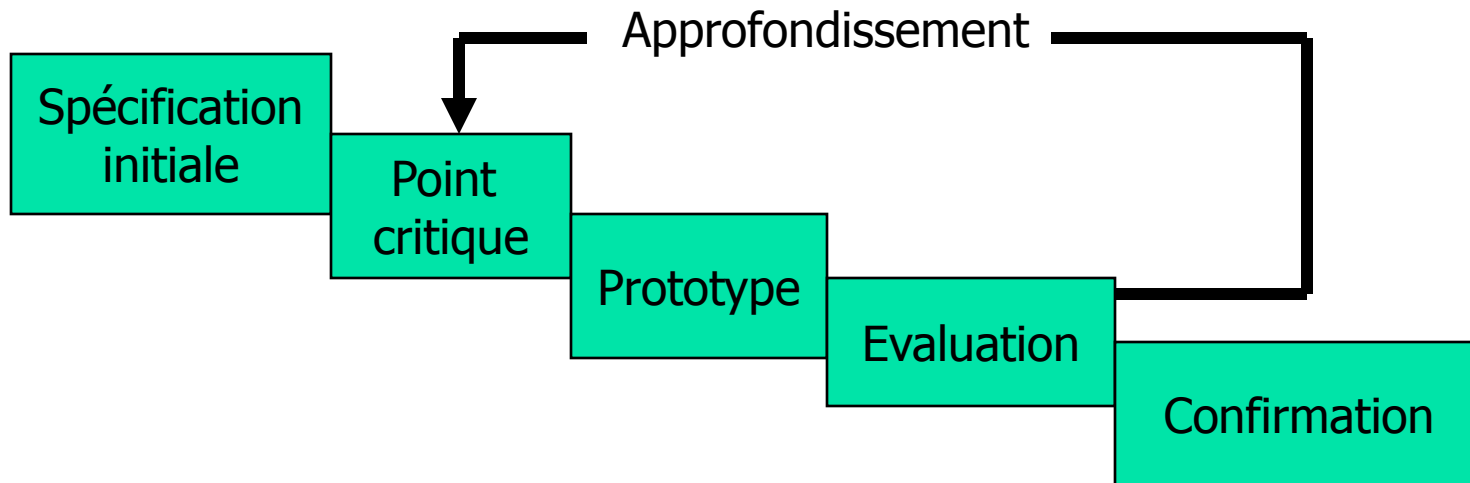 Approfondissement
Spécification
initiale
Point
critique
Prototype
Evaluation
Confirmation